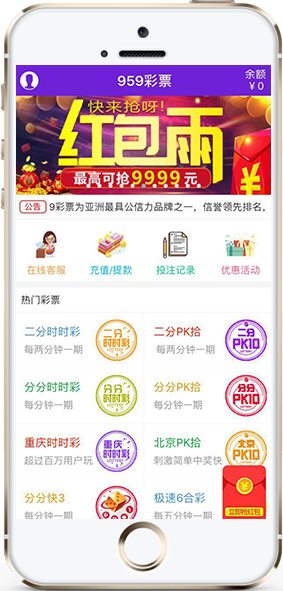 959彩票
余额
¥0
快来抢呀!
红包雨
最高可抢9999元
公告 9彩票为亚洲最具公信力品牌之一，信誉领先排名，
在线客服 充值/提款 投注记录 优惠活动
热门彩票
二分时时彩
每两分钟一期
二分时时彩
二分PK拾
每两分钟一期
二分PK10
分分时时彩
每分钟一期
分分时时彩
分分PK拾
每分钟一期
分分PK10
重庆时时彩
超过百万用户玩
重庆时时彩
北京PK拾
刺激简单中奖快
北京PK10
分分快3
每分钟一期
极速6合彩
每五分钟一期
立即抢红包